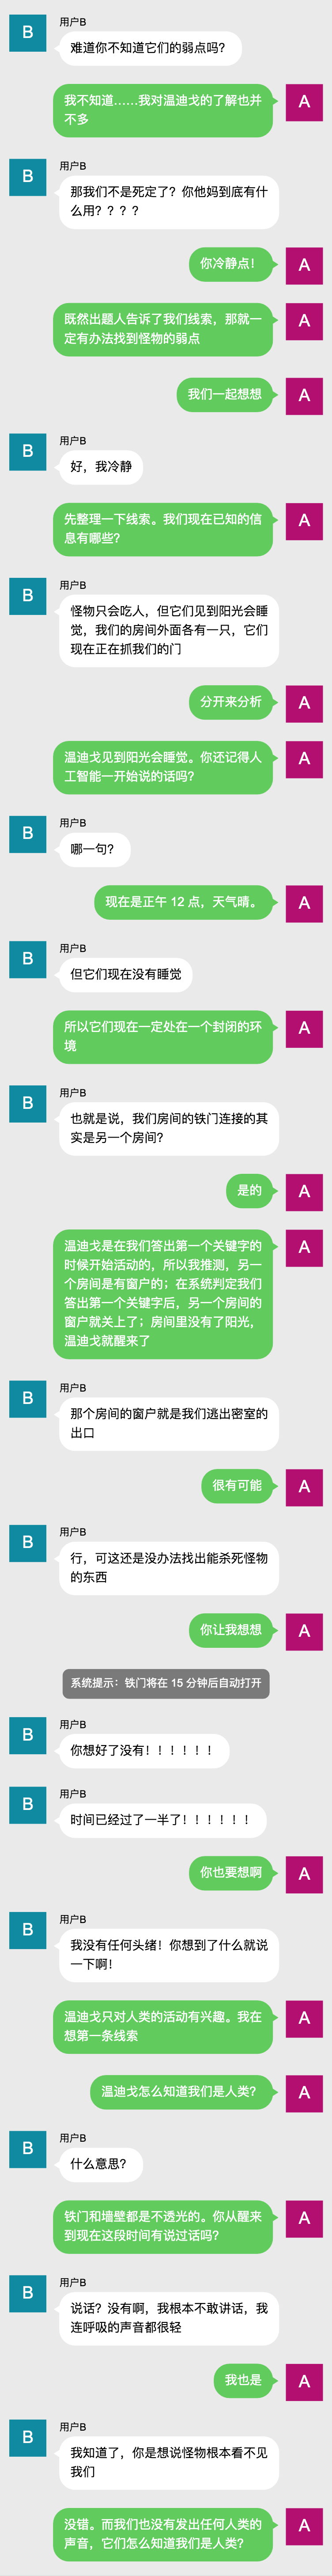 B
用户B
难道你不知道它们的弱点吗?
我不知道……我对温迪戈的了解也并
不多
A
B
用户B
那我们不是死定了?你他妈到底有什
么用????
你冷静点!
A
既然出题人告诉了我们线索,那就一
定有办法找到怪物的弱点
A
我们一起想想
A
B
用户B
好,我冷静
先整理一下线索。我们现在已知的信
息有哪些?
A
B
用户B
怪物只会吃人,但它们见到阳光会睡
觉,我们的房间外面各有一只,它们
现在正在抓我们的门
分开来分析
A
温迪戈见到阳光会睡觉。你还记得人
工智能一开始说的话吗?
A
B
用户B
哪一句?
现在是正午 12 点,天气晴。
A
B
用户B
但它们现在没有睡觉
所以它们现在一定处在一个封闭的环
境
A
B
用户B
也就是说,我们房间的铁门连接的其
实是另一个房间?
是的
A
温迪戈是在我们答出第一个关键字的
时候开始活动的,所以我推测,另一
个房间是有窗户的;在系统判定我们
答出第一个关键字后,另一个房间的
窗户就关上了;房间里没有了阳光,
温迪戈就醒来了
A
B
用户B
那个房间的窗户就是我们逃出密室的
出口
很有可能
A
B
用户B
行,可这还是没办法找出能杀死怪物
的东西
你让我想想
A
系统提示:铁门将在 15 分钟后自动打开
B
用户B
你想好了没有!!!!!!
B
用户B
时间已经过了一半了!!!!!!
你也要想啊
A
B
用户B
我没有任何头绪!你想到了什么就说
一下啊!
温迪戈只对人类的活动有兴趣。我在
想第一条线索
A
温迪戈怎么知道我们是人类?
A
B
用户B
什么意思?
铁门和墙壁都是不透光的。你从醒来
到现在这段时间有说过话吗?
A
B
用户B
说话?没有啊,我根本不敢讲话,我
连呼吸的声音都很轻
我也是
A
B
用户B
我知道了,你是想说怪物根本看不见
我们
没错。而我们也没有发出任何人类的
声音,它们怎么知道我们是人类?
A